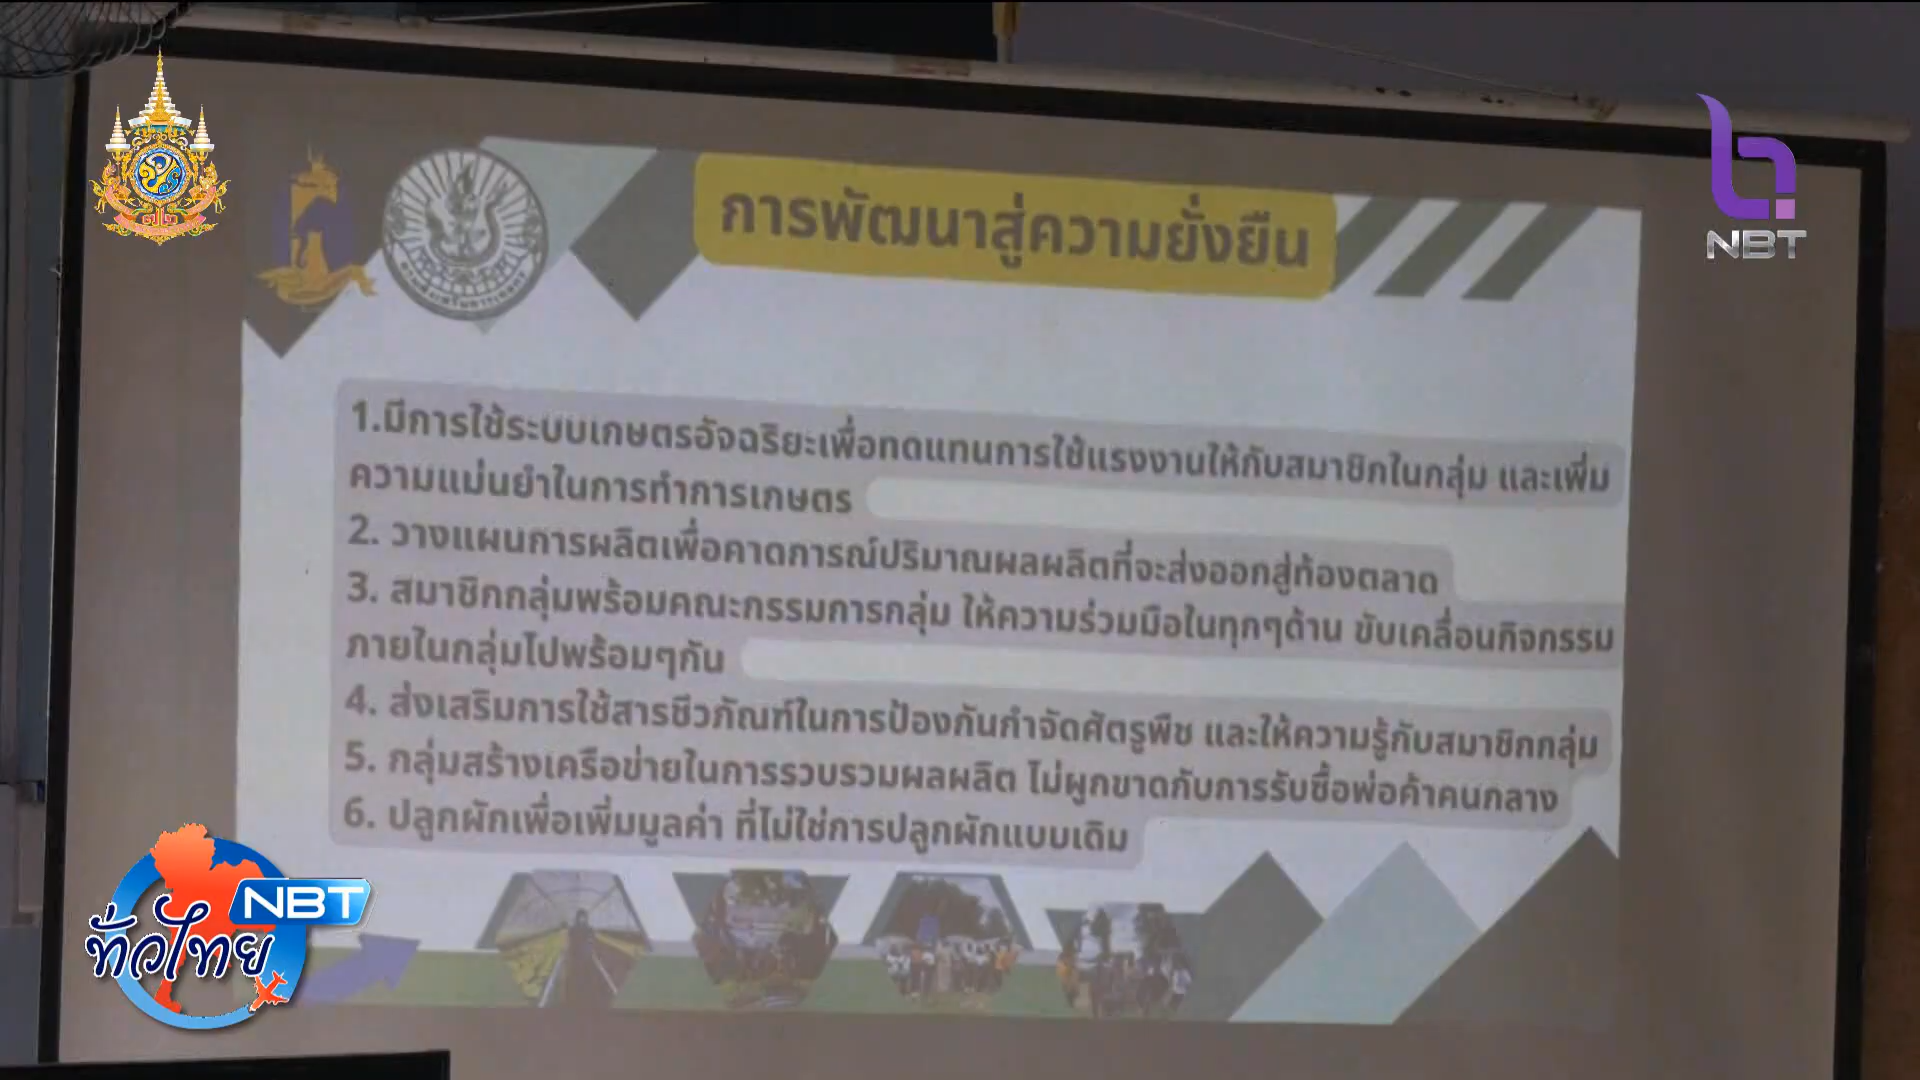 การพัฒนาสู่ความยั่งยืน
NBT
1.มีการใช้ระบบเกษตรอัจฉริยะเพื่อทดแทนการใช้แรงงานให้กับสมาชิกในกลุ่ม และเพิ่ม
ความแม่นยำในการทำการเกษตร
2. วางแผนการผลิตเพื่อคาดการณ์ปริมาณผลผลิตที่จะส่งออกสู่ท้องตลาด
3. สมาชิกกลุ่มพร้อมคณะกรรมการกลุ่ม ให้ความร่วมมือในทุกๆด้าน ขับเคลื่อนกิจกรรม
ภายในกลุ่มไปพร้อมๆกัน
4. ส่งเสริมการใช้สารชีวภัณฑ์ในการป้องกันกำจัดศัตรูพืช และให้ความรู้กับสมาชิกกลุ่ม
5. กลุ่มสร้างเครือข่ายในการรวบรวมผลผลิต ไม่ผูกขาดกับการรับซื้อพ่อค้าคนกลาง
6. ปลูกผักเพื่อเพิ่มมูลค่า ที่ไม่ใช่การปลูกผักแบบเดิม
NBT
ทั่วไทย